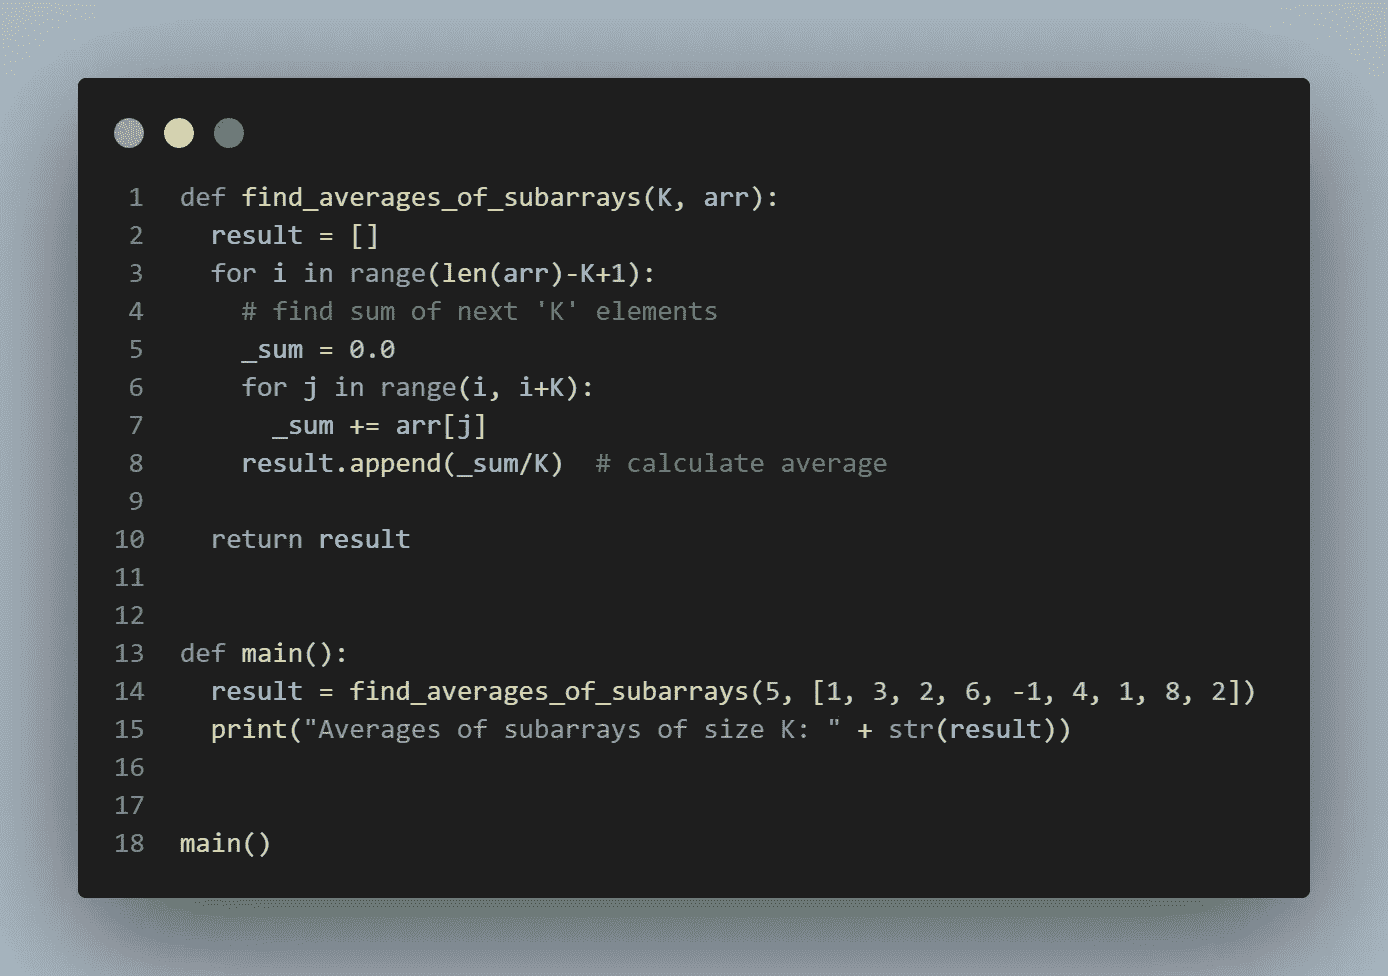 1 def find_averages_of_subarrays(K, arr):
2   result = []
3   for i in range(len(arr)-K+1):
4     # find sum of next 'K' elements
5     _sum = 0.0
6     for j in range(i, i+K):
7       _sum += arr[j]
8     result.append(_sum/K)  # calculate average
9
10   return result
11
12
13 def main():
14   result = find_averages_of_subarrays(5, [1, 3, 2, 6, -1, 4, 1, 8, 2])
15   print("Averages of subarrays of size K: " + str(result))
16
17
18 main()